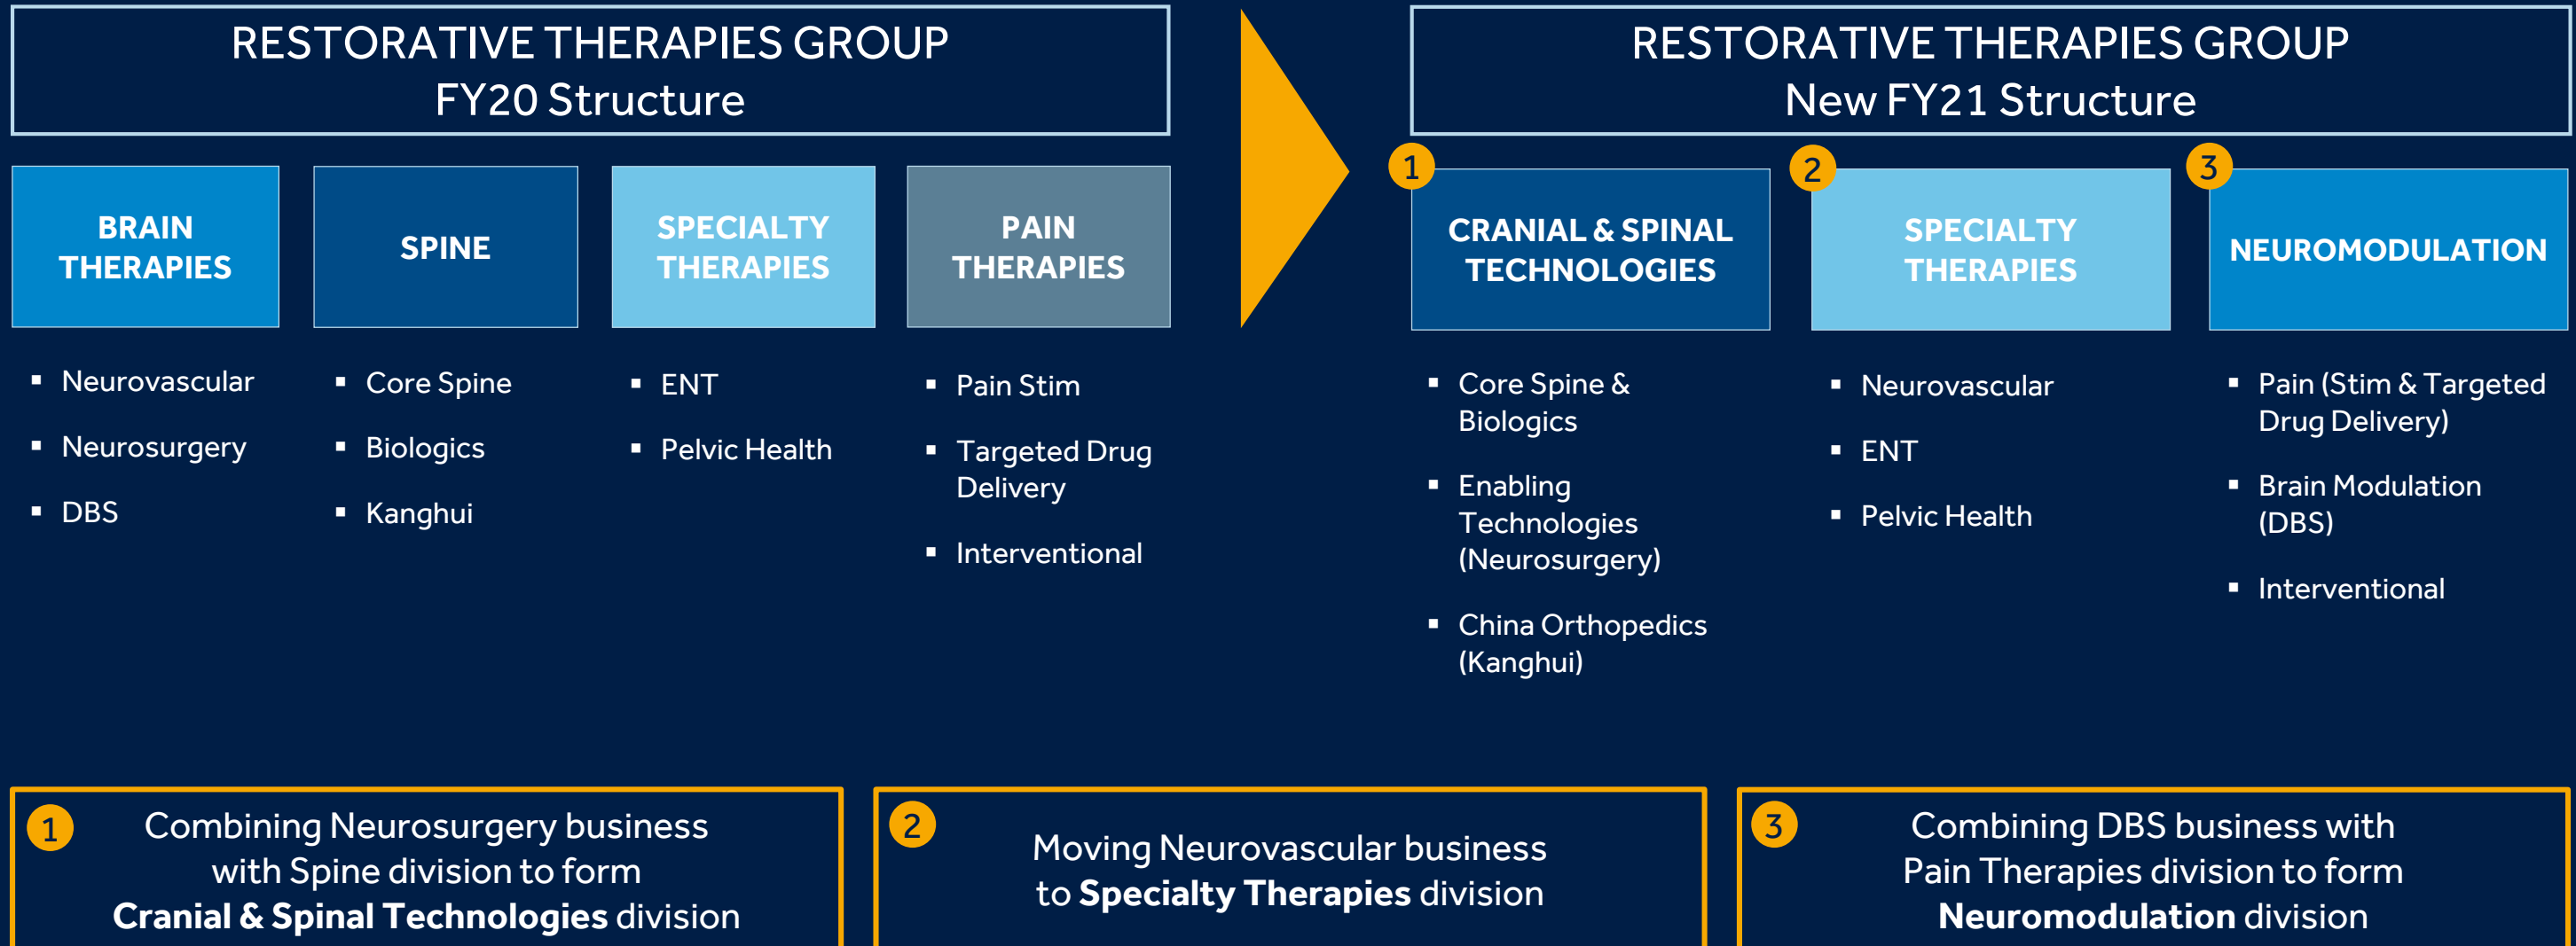 RESTORATIVE THERAPIES GROUP
FY20 Structure
BRAIN
THERAPIES
▪ Neurovascular
▪ Neurosurgery
▪ DBS
SPINE
▪ Core Spine
▪ Biologics
▪ Kanghui
SPECIALTY
THERAPIES
▪ ENT
▪ Pelvic Health
PAIN
THERAPIES
▪ Pain Stim
▪ Targeted Drug
Delivery
▪ Interventional
RESTORATIVE THERAPIES GROUP
New FY21 Structure
1
CRANIAL & SPINAL
TECHNOLOGIES
▪ Core Spine &
Biologics
▪ Enabling
Technologies
(Neurosurgery)
▪ China Orthopedics
(Kanghui)
2
SPECIALTY
THERAPIES
▪ Neurovascular
▪ ENT
▪ Pelvic Health
3
NEUROMODULATION
▪ Pain (Stim & Targeted
Drug Delivery)
▪ Brain Modulation
(DBS)
▪ Interventional
1
Combining Neurosurgery business
with Spine division to form
Cranial & Spinal Technologies division
2
Moving Neurovascular business
to Specialty Therapies division
3
Combining DBS business with
Pain Therapies division to form
Neuromodulation division